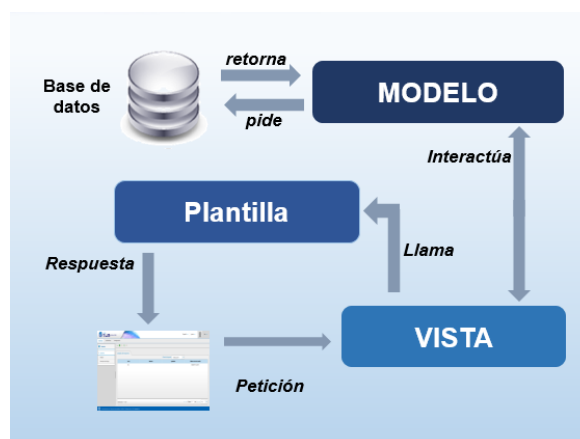 retorna
Base de
datos
MODELO
pide
Interactúa
Plantilla
Llama
Respuesta
VISTA
Petición